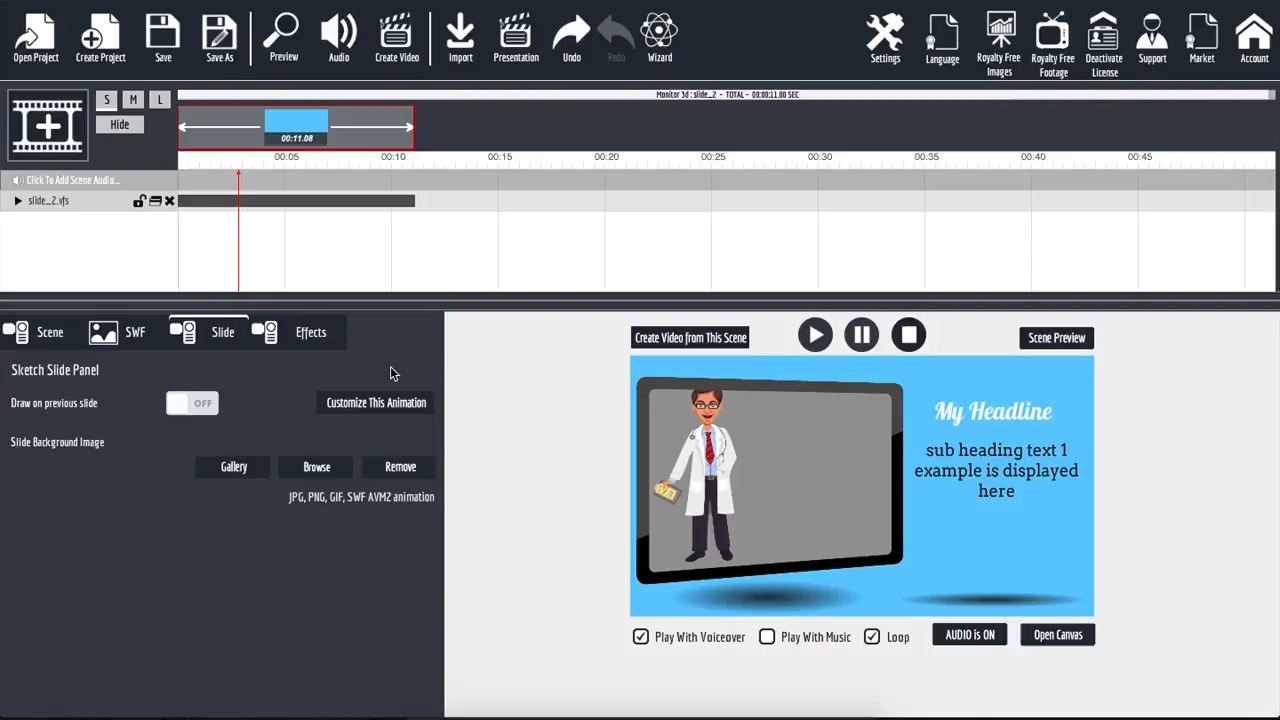 Open Project
Create Project
Save
Save As
Preview
Audio
Create Video
Import
Presentation
Undo
Redo
Wizard
Settings
Language
Royalty Free
Images
Royalty Free
Footage
Deactivate
License
Support
Market
Account
S M L
Hide
Monitor 3d : slide_2 - TOTAL - 00:00:11.00 SEC
00:11.08
00:05 00:10 00:15 00:20 00:25 00:30 00:35 00:40 00:45
Click To Add Scene Audio...
slide_2.vfs
Scene
SWF
Slide
Effects
Sketch Slide Panel
Draw on previous slide
OFF
Customize This Animation
Slide Background Image
Gallery
Browse
Remove
JPG, PNG, GIF, SWF AVM2 animation
Create Video from This Scene
Scene Preview
My Headline
sub heading text 1
example is displayed
here
Play With Voiceover
Play With Music
Loop
AUDIO is ON
Open Canvas